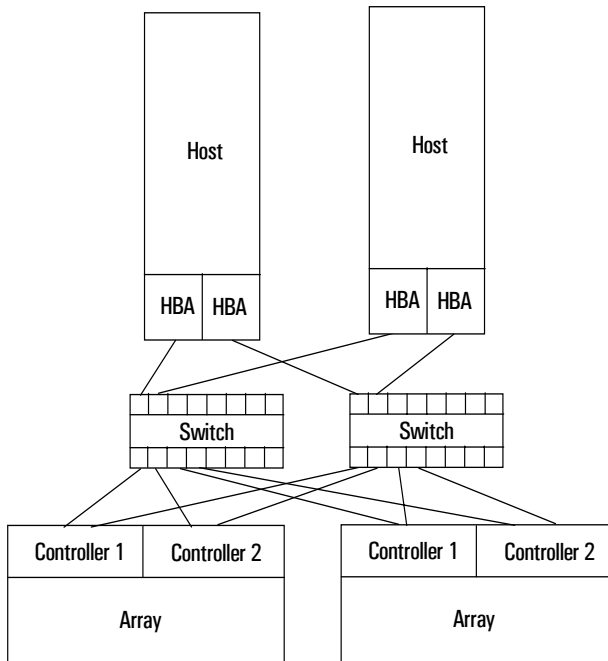 Host
Host
HBA
HBA
HBA
HBA
Switch
Switch
Controller 1
Controller 2
Controller 1
Controller 2
Array
Array